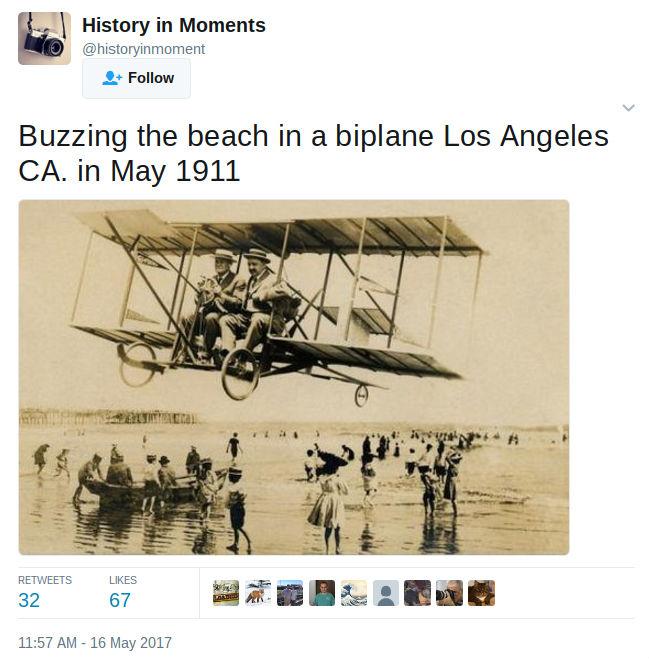 History in Moments
@historyinmoment
Follow
Buzzing the beach in a biplane Los Angeles
CA. in May 1911
RETWEETS LIKES
32 67
11:57 AM - 16 May 2017